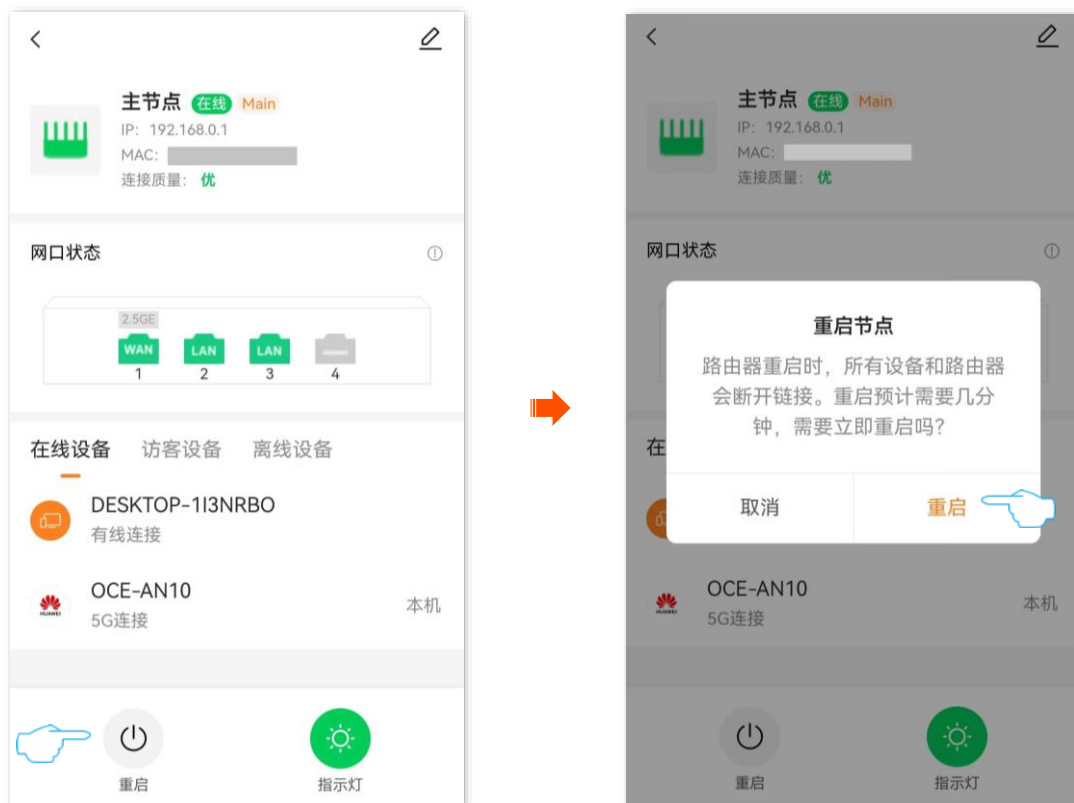 主节点 在线 Main
IP: 192.168.0.1
MAC:
连接质量: 优
网口状态
2.5GE
WAN LAN LAN
1 2 3 4
在线设备 访客设备 离线设备
DESKTOP-1I3NRBO
有线连接
HUAWEI
OCE-AN10
5G连接
本机
重启 指示灯
主节点 在线 Main
IP: 192.168.0.1
MAC:
连接质量: 优
网口状态
重启节点
路由器重启时，所有设备和路由器
会断开链接。重启预计需要几分
钟，需要立即重启吗？
取消 重启
在
HUAWEI
OCE-AN10
5G连接
本机
重启 指示灯